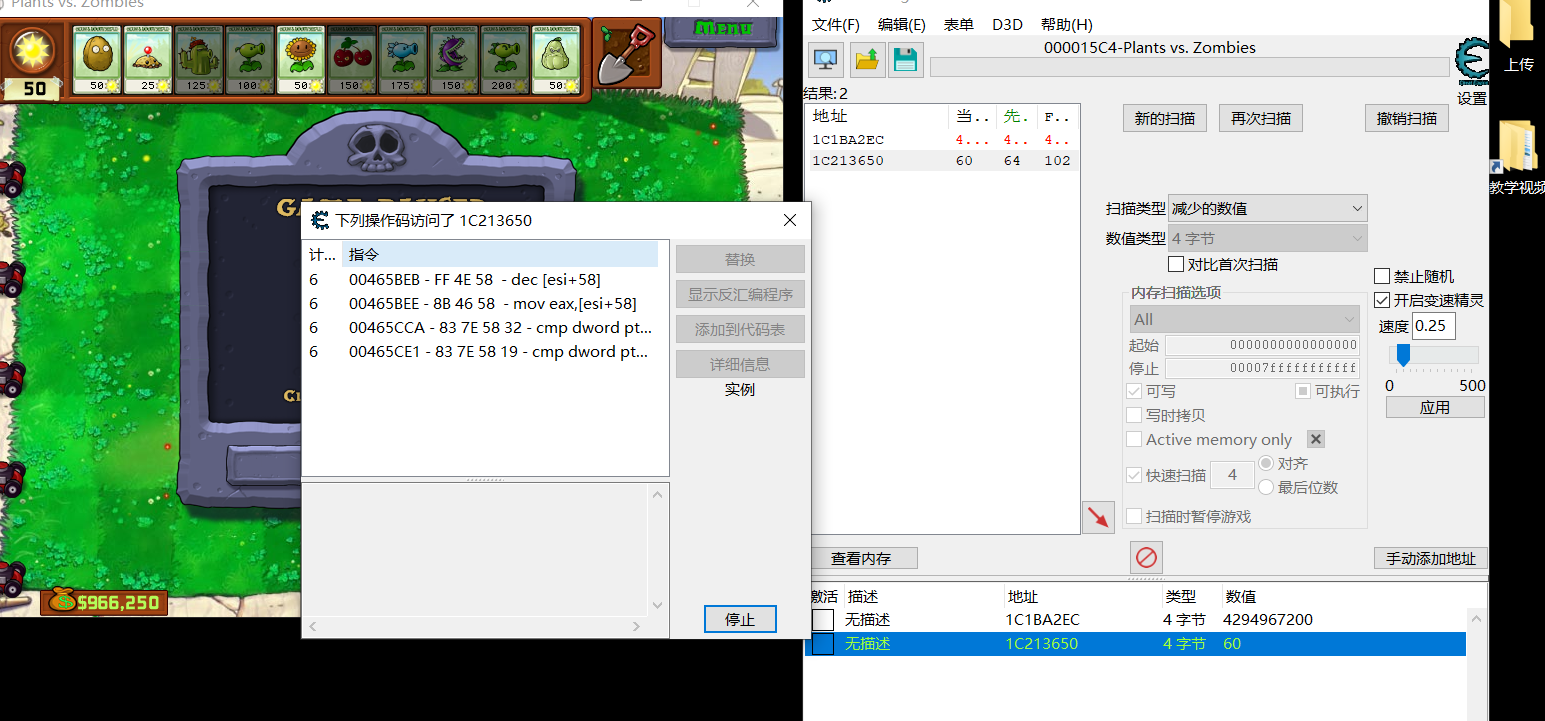 Plants vs. Zombies
50
50
25
125
100
50
150
175
150
200
50
Menu
$966,250
下列操作码访问了 1C213650
计... 指令
6 00465BEB - FF 4E 58 - dec [esi+58]
6 00465BEE - 8B 46 58 - mov eax,[esi+58]
6 00465CCA - 83 7E 58 32 - cmp dword pt...
6 00465CE1 - 83 7E 58 19 - cmp dword pt...
替换
显示反汇编程序
添加到代码表
详细信息
实例
停止
文件(F) 编辑(E) 表单 D3D 帮助(H)
000015C4-Plants vs. Zombies
设置
结果:2
地址 当.. 先. F..
1C1BA2EC 4... 4.. 4..
1C213650 60 64 102
新的扫描 再次扫描 撤销扫描
扫描类型 减少的数值
数值类型 4 字节
对比首次扫描
内存扫描选项
All
起始 0000000000000000
停止 00007fffffffffff
可写 可执行
写时拷贝
Active memory only
快速扫描 4 对齐
最后位数
扫描时暂停游戏
禁止随机
开启变速精灵
速度 0.25
0 500
应用
查看内存 手动添加地址
激活 描述 地址 类型 数值
无描述 1C1BA2EC 4 字节 4294967200
无描述 1C213650 4 字节 60
上传
教学视频